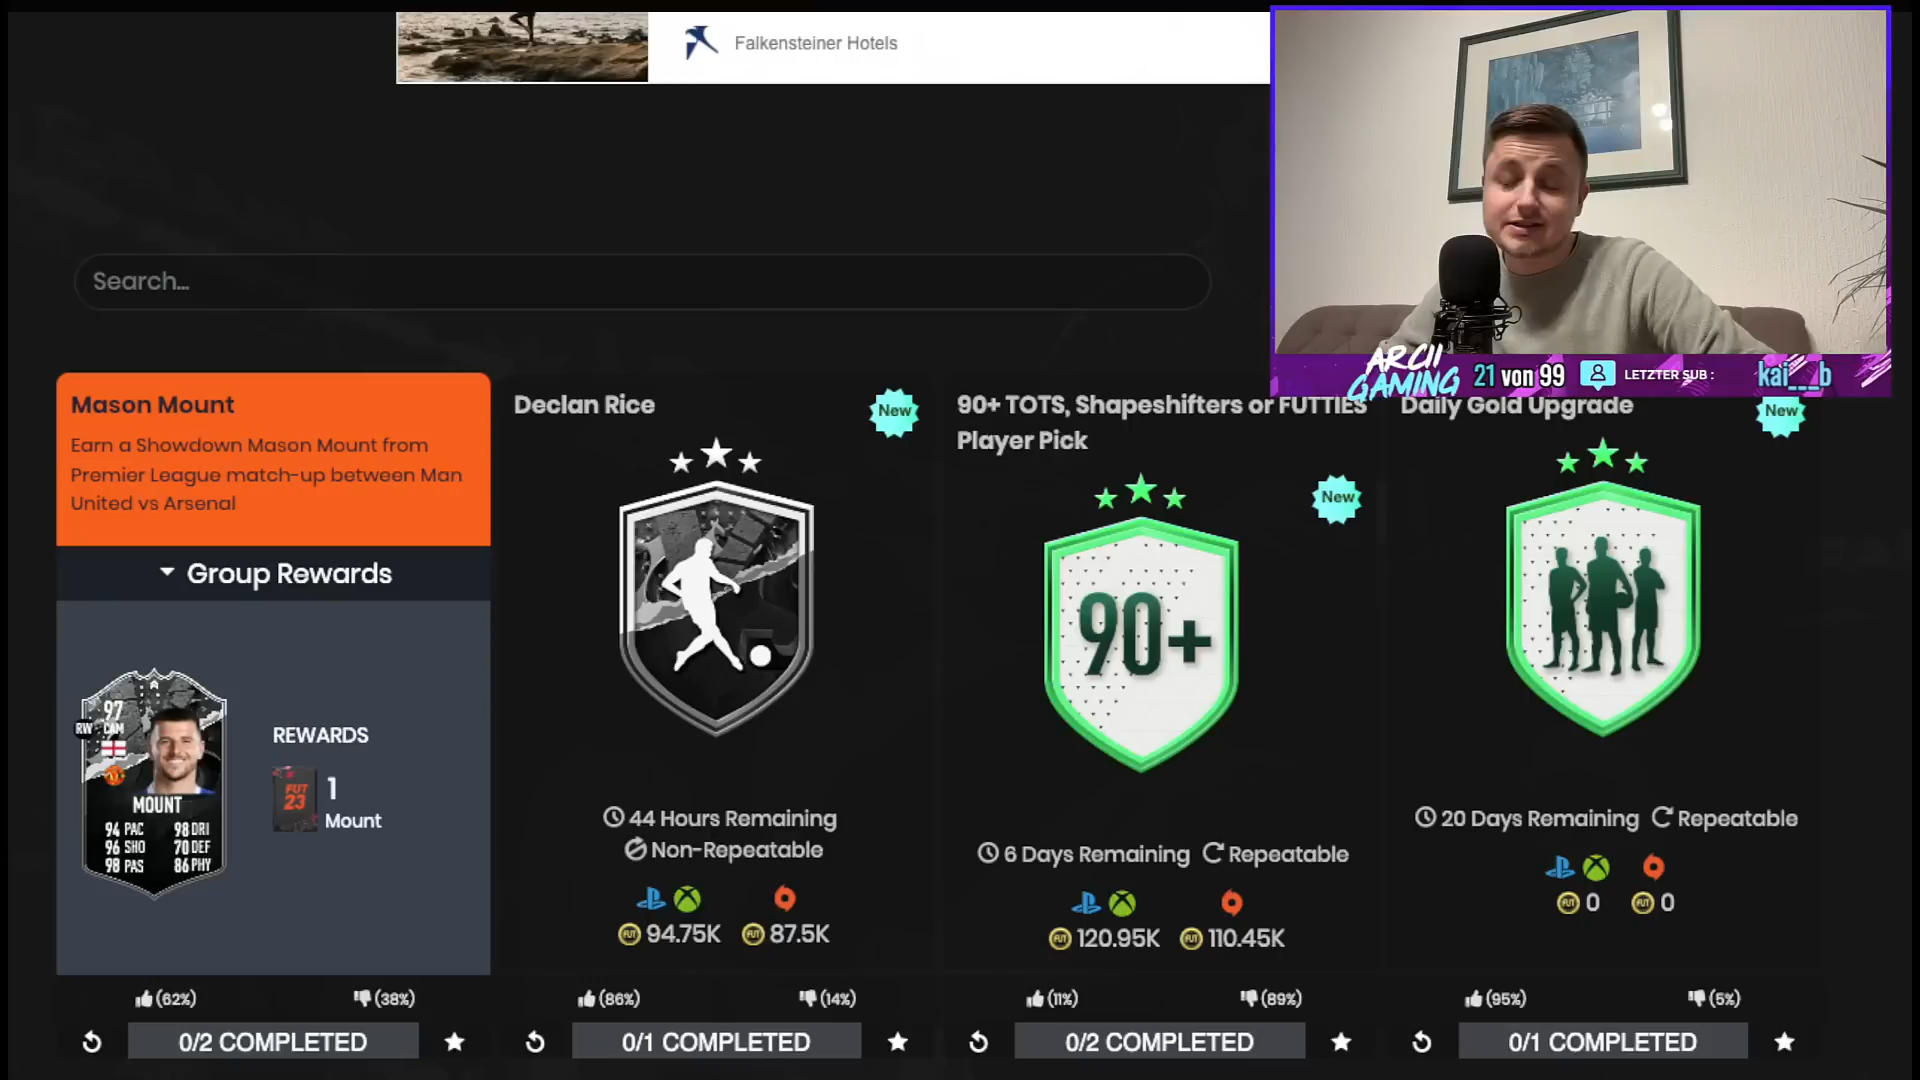 Falkensteiner Hotels
Search...
ARCII
GAMING
21 von 99
LETZTER SUB :
kai___b
Mason Mount
Earn a Showdown Mason Mount from
Premier League match-up between Man
United vs Arsenal
Group Rewards
97
RW
CAM
MOUNT
94 PAC 98 DRI
96 SHO 70 DEF
98 PAS 86 PHY
REWARDS
FUT
23
1
Mount
(62%) (38%)
0/2 COMPLETED
Declan Rice
New
44 Hours Remaining
Non-Repeatable
94.75K 87.5K
(86%) (14%)
0/1 COMPLETED
90+ TOTS, Shapeshifters or FUTTIES
Player Pick
New
90+
6 Days Remaining Repeatable
120.95K 110.45K
(11%) (89%)
0/2 COMPLETED
Daily Gold Upgrade
New
20 Days Remaining Repeatable
0 0
(95%) (5%)
0/1 COMPLETED